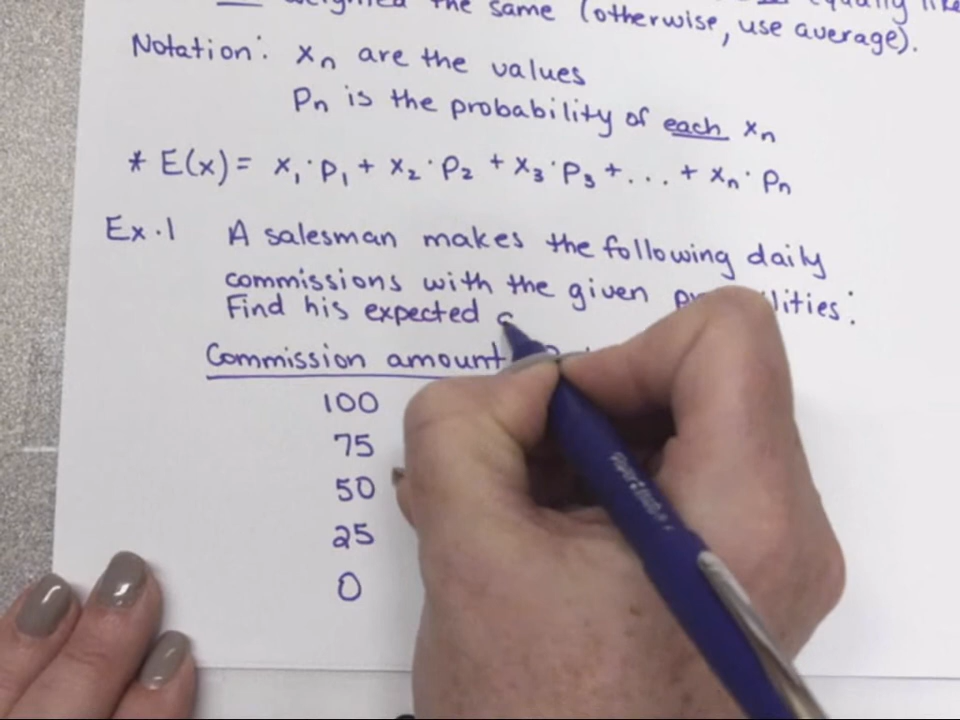 weighted the same (otherwise, use average).
Notation: xn are the values
Pn is the probability of each xn
* E(x) = x1·P1 + x2·P2 + x3·P3 + ... + xn·Pn
Ex.1 A salesman makes the following daily
commissions with the given
Find his expected
Commission amount
100
75
50
25
0